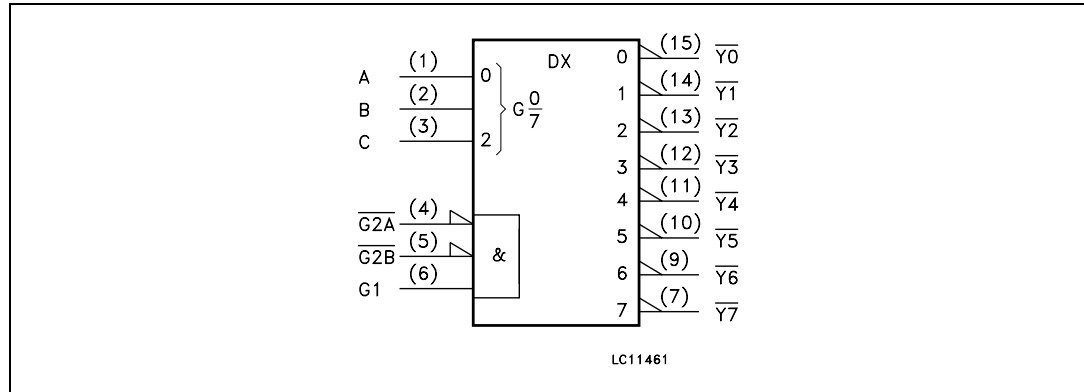 DX
A (1) 0
B (2)
C (3) 2
G 0/7
G2A (4)
G2B (5)
G1 (6)
&
0 (15) Y0
1 (14) Y1
2 (13) Y2
3 (12) Y3
4 (11) Y4
5 (10) Y5
6 (9) Y6
7 (7) Y7
LC11461